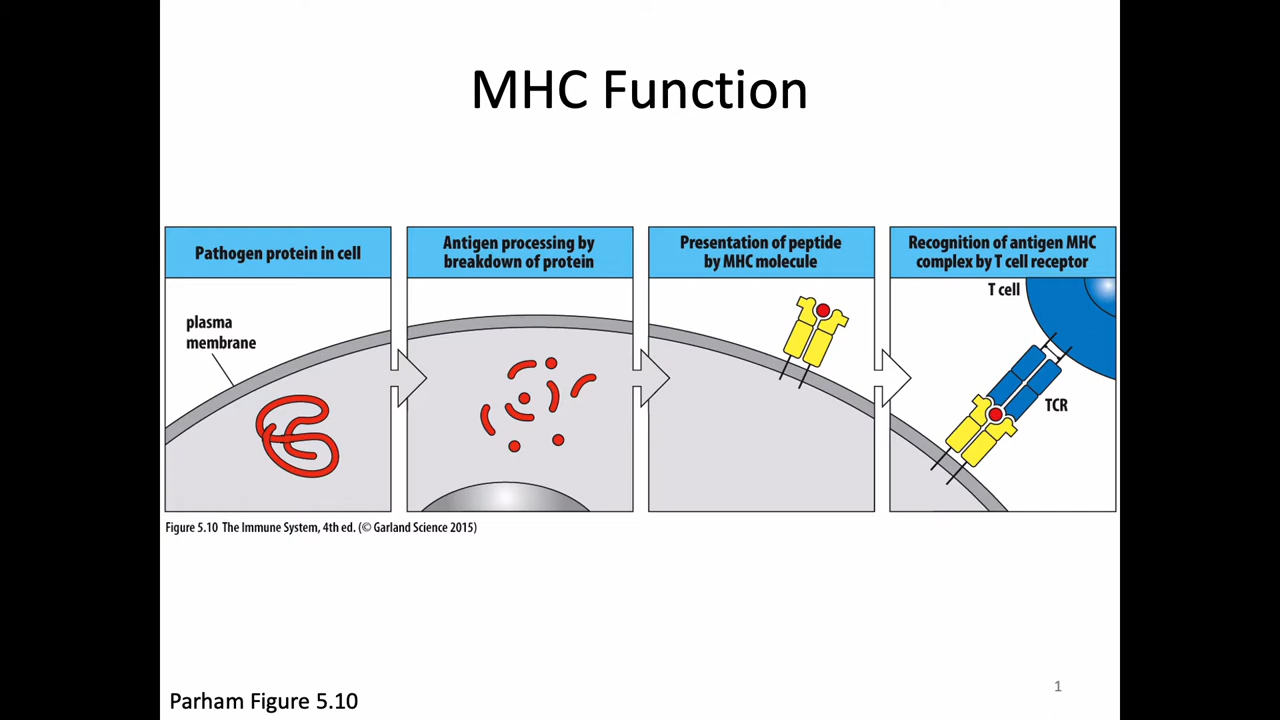 MHC Function
Pathogen protein in cell
Antigen processing by
breakdown of protein
Presentation of peptide
by MHC molecule
Recognition of antigen MHC
complex by T cell receptor
plasma
membrane
T cell
TCR
Figure 5.10 The Immune System, 4th ed. (© Garland Science 2015)
Parham Figure 5.10
1